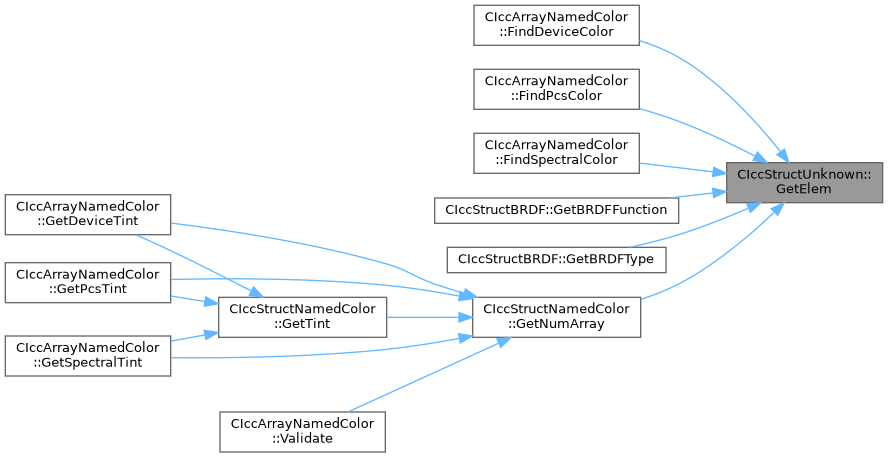 CIccArrayNamedColor
::FindDeviceColor
CIccArrayNamedColor
::FindPcsColor
CIccArrayNamedColor
::FindSpectralColor
CIccStructUnknown::
GetElem
CIccStructBRDF::GetBRDFFunction
CIccArrayNamedColor
::GetDeviceTint
CIccStructBRDF::GetBRDFType
CIccArrayNamedColor
::GetPcsTint
CIccStructNamedColor
::GetTint
CIccStructNamedColor
::GetNumArray
CIccArrayNamedColor
::GetSpectralTint
CIccArrayNamedColor
::Validate